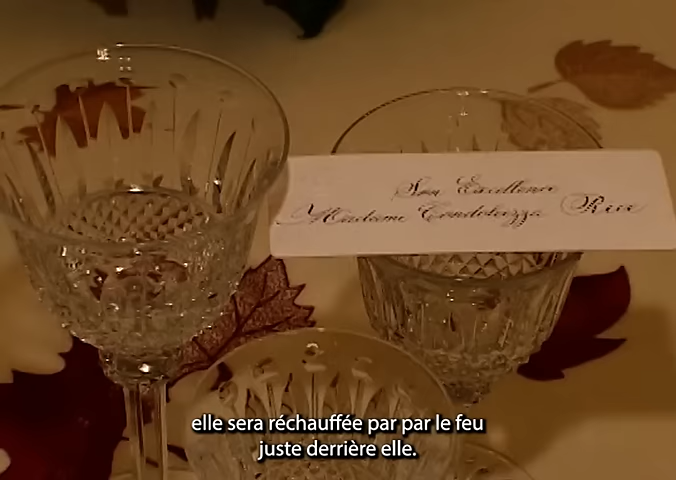 Son Excellence
Madame Condoleezza Rice
elle sera réchauffée par par le feu
juste derrière elle.